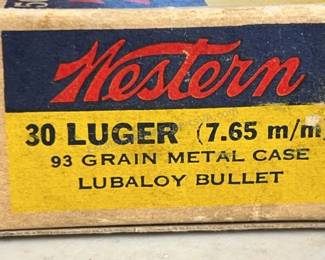 Western
30 LUGER (7.65 m/m)
93 GRAIN METAL CASE
LUBALOY BULLET